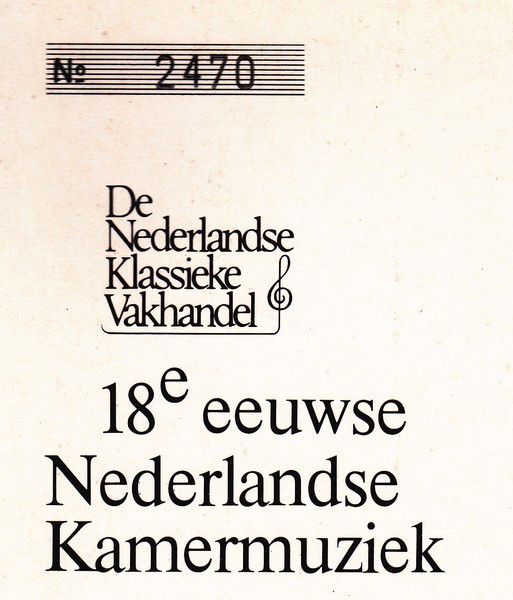 № 2470
De
Nederlandse
Klassieke
Vakhandel
18e eeuwse
Nederlandse
Kamermuziek